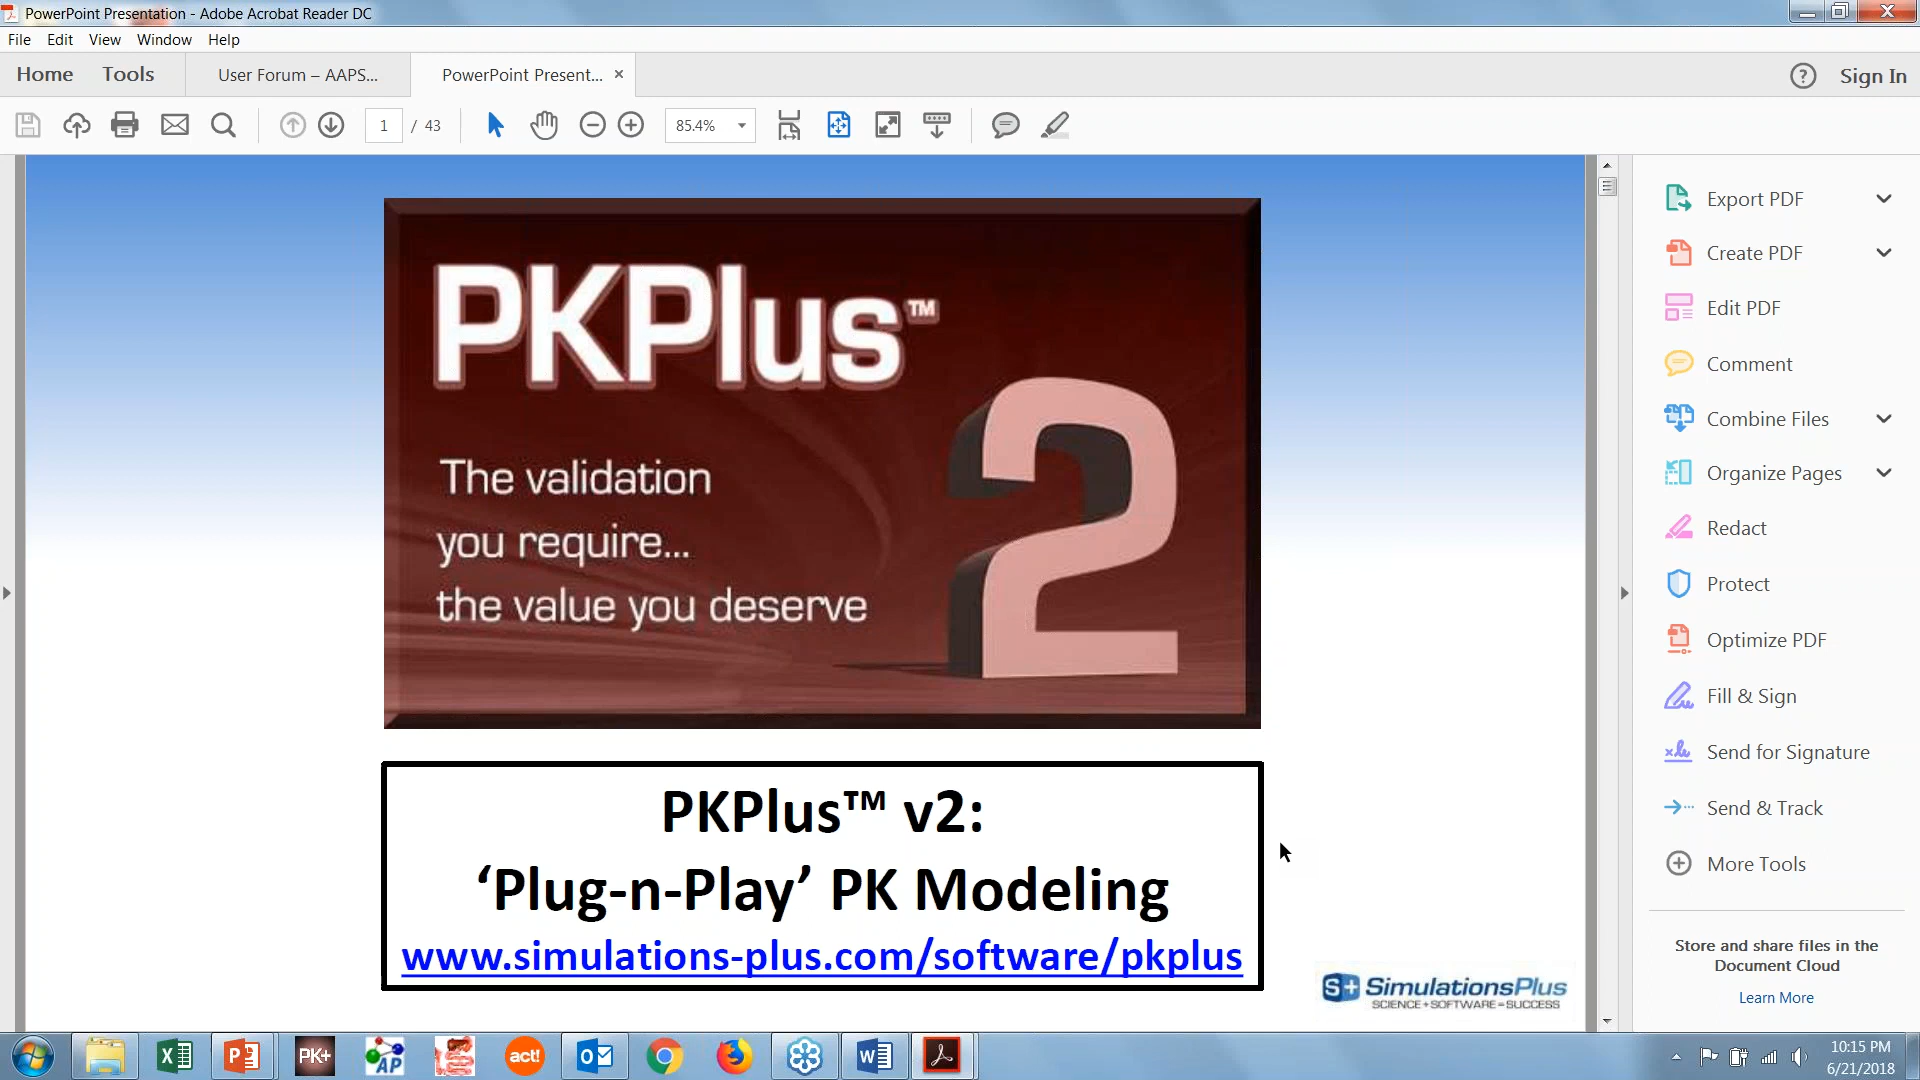 PowerPoint Presentation - Adobe Acrobat Reader DC
File Edit View Window Help
Home Tools User Forum – AAPS... PowerPoint Present... ×
? Sign In
1 / 43 85.4%
PKPlus™
2
The validation
you require...
the value you deserve
PKPlus™ v2:
‘Plug-n-Play’ PK Modeling
www.simulations-plus.com/software/pkplus
S+ SimulationsPlus
SCIENCE + SOFTWARE = SUCCESS
Export PDF
Create PDF
Edit PDF
Comment
Combine Files
Organize Pages
Redact
Protect
Optimize PDF
Fill & Sign
Send for Signature
Send & Track
More Tools
Store and share files in the
Document Cloud
Learn More
PK+ AP act!
10:15 PM
6/21/2018